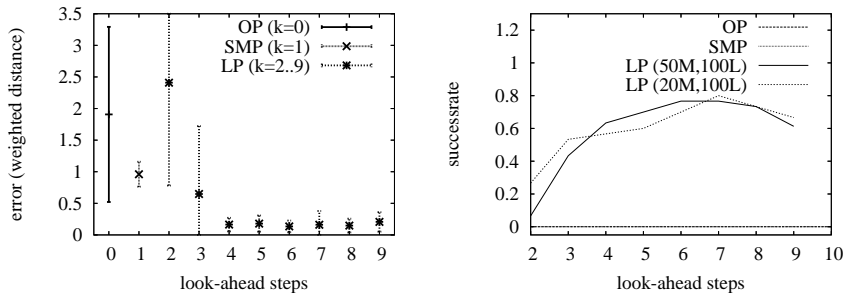 error (weighted distance)
3.5
3
2.5
2
1.5
1
0.5
0
OP (k=0)
SMP (k=1)
LP (k=2..9)
0 1 2 3 4 5 6 7 8 9
look-ahead steps
successrate
1.2
1
0.8
0.6
0.4
0.2
0
OP
SMP
LP (50M,100L)
LP (20M,100L)
2 3 4 5 6 7 8 9 10
look-ahead steps